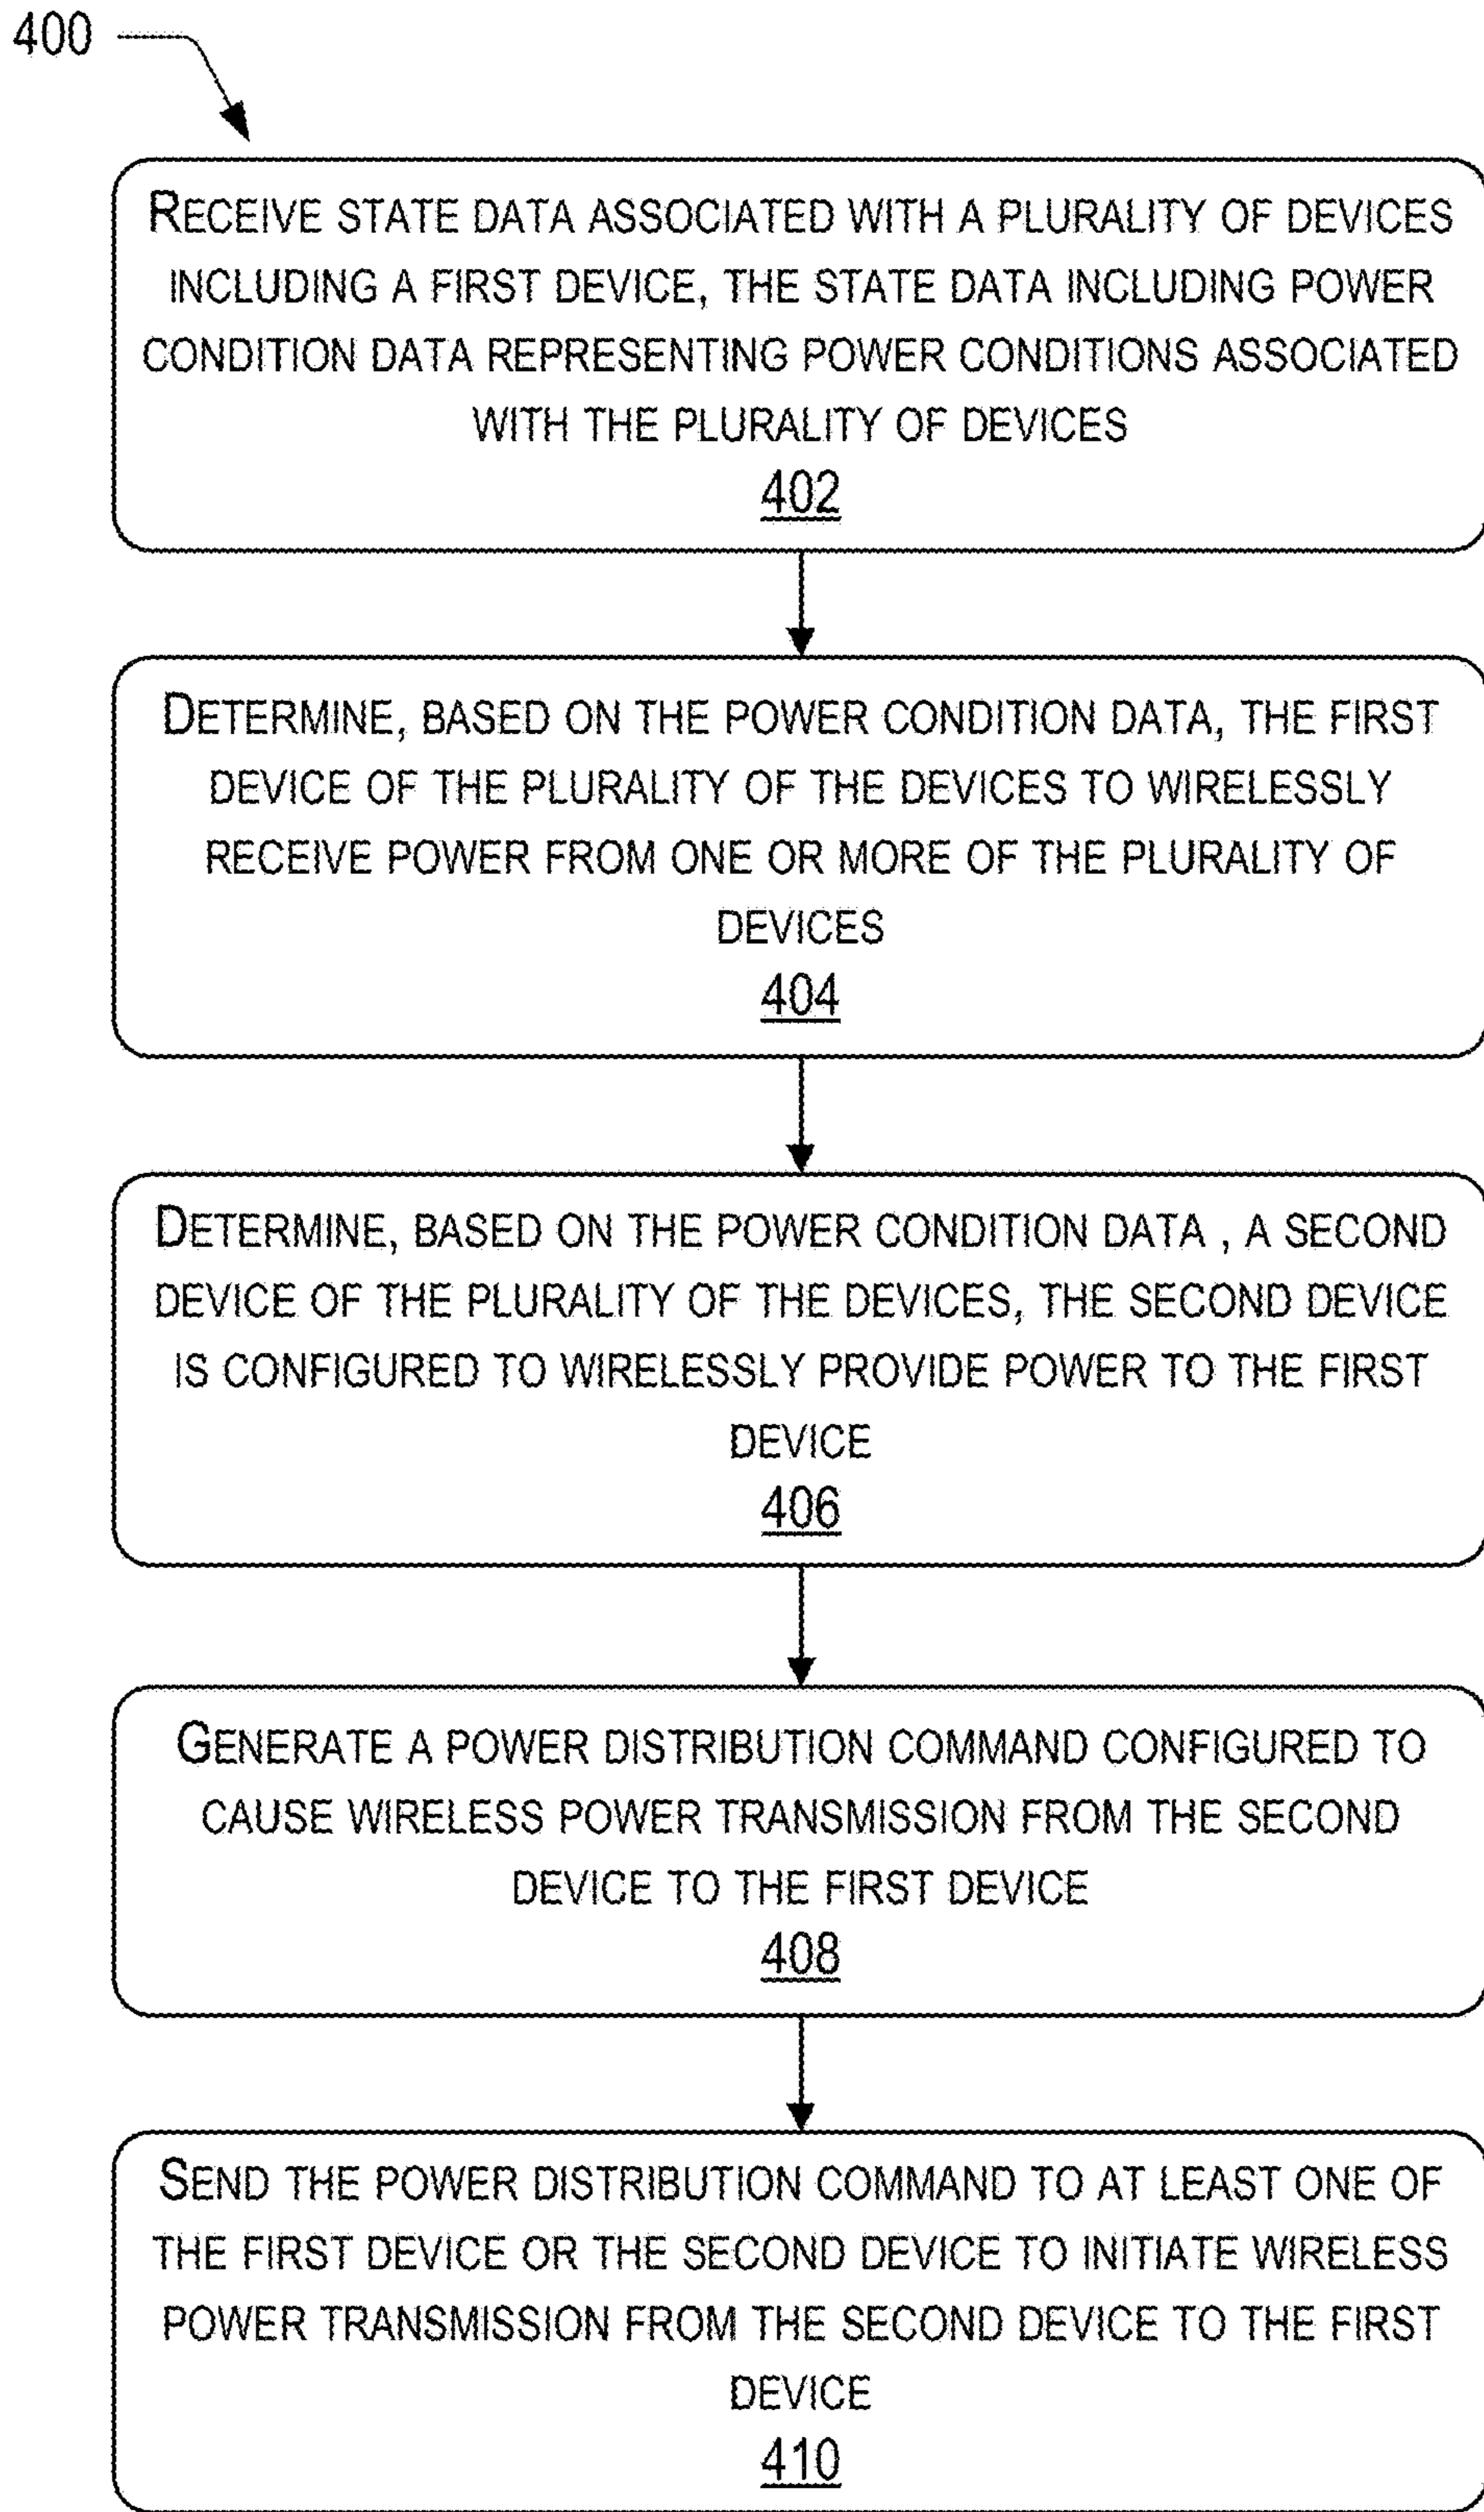 400
RECEIVE STATE DATA ASSOCIATED WITH A PLURALITY OF DEVICES
INCLUDING A FIRST DEVICE, THE STATE DATA INCLUDING POWER
CONDITION DATA REPRESENTING POWER CONDITIONS ASSOCIATED
WITH THE PLURALITY OF DEVICES
402
DETERMINE, BASED ON THE POWER CONDITION DATA, THE FIRST
DEVICE OF THE PLURALITY OF THE DEVICES TO WIRELESSLY
RECEIVE POWER FROM ONE OR MORE OF THE PLURALITY OF
DEVICES
404
DETERMINE, BASED ON THE POWER CONDITION DATA , A SECOND
DEVICE OF THE PLURALITY OF THE DEVICES, THE SECOND DEVICE
IS CONFIGURED TO WIRELESSLY PROVIDE POWER TO THE FIRST
DEVICE
406
GENERATE A POWER DISTRIBUTION COMMAND CONFIGURED TO
CAUSE WIRELESS POWER TRANSMISSION FROM THE SECOND
DEVICE TO THE FIRST DEVICE
408
SEND THE POWER DISTRIBUTION COMMAND TO AT LEAST ONE OF
THE FIRST DEVICE OR THE SECOND DEVICE TO INITIATE WIRELESS
POWER TRANSMISSION FROM THE SECOND DEVICE TO THE FIRST
DEVICE
410